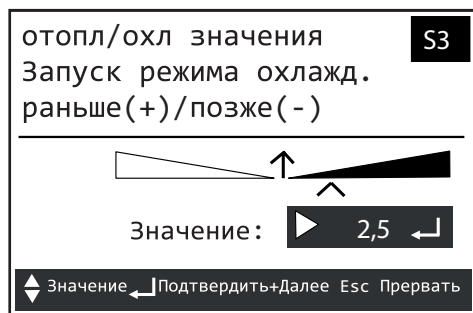 отопл/охл значения S3
Запуск режима охлажд.
раньше(+)/позже(-)
Значение: 2,5
Значение Подтвердить+Далее Esc Прервать